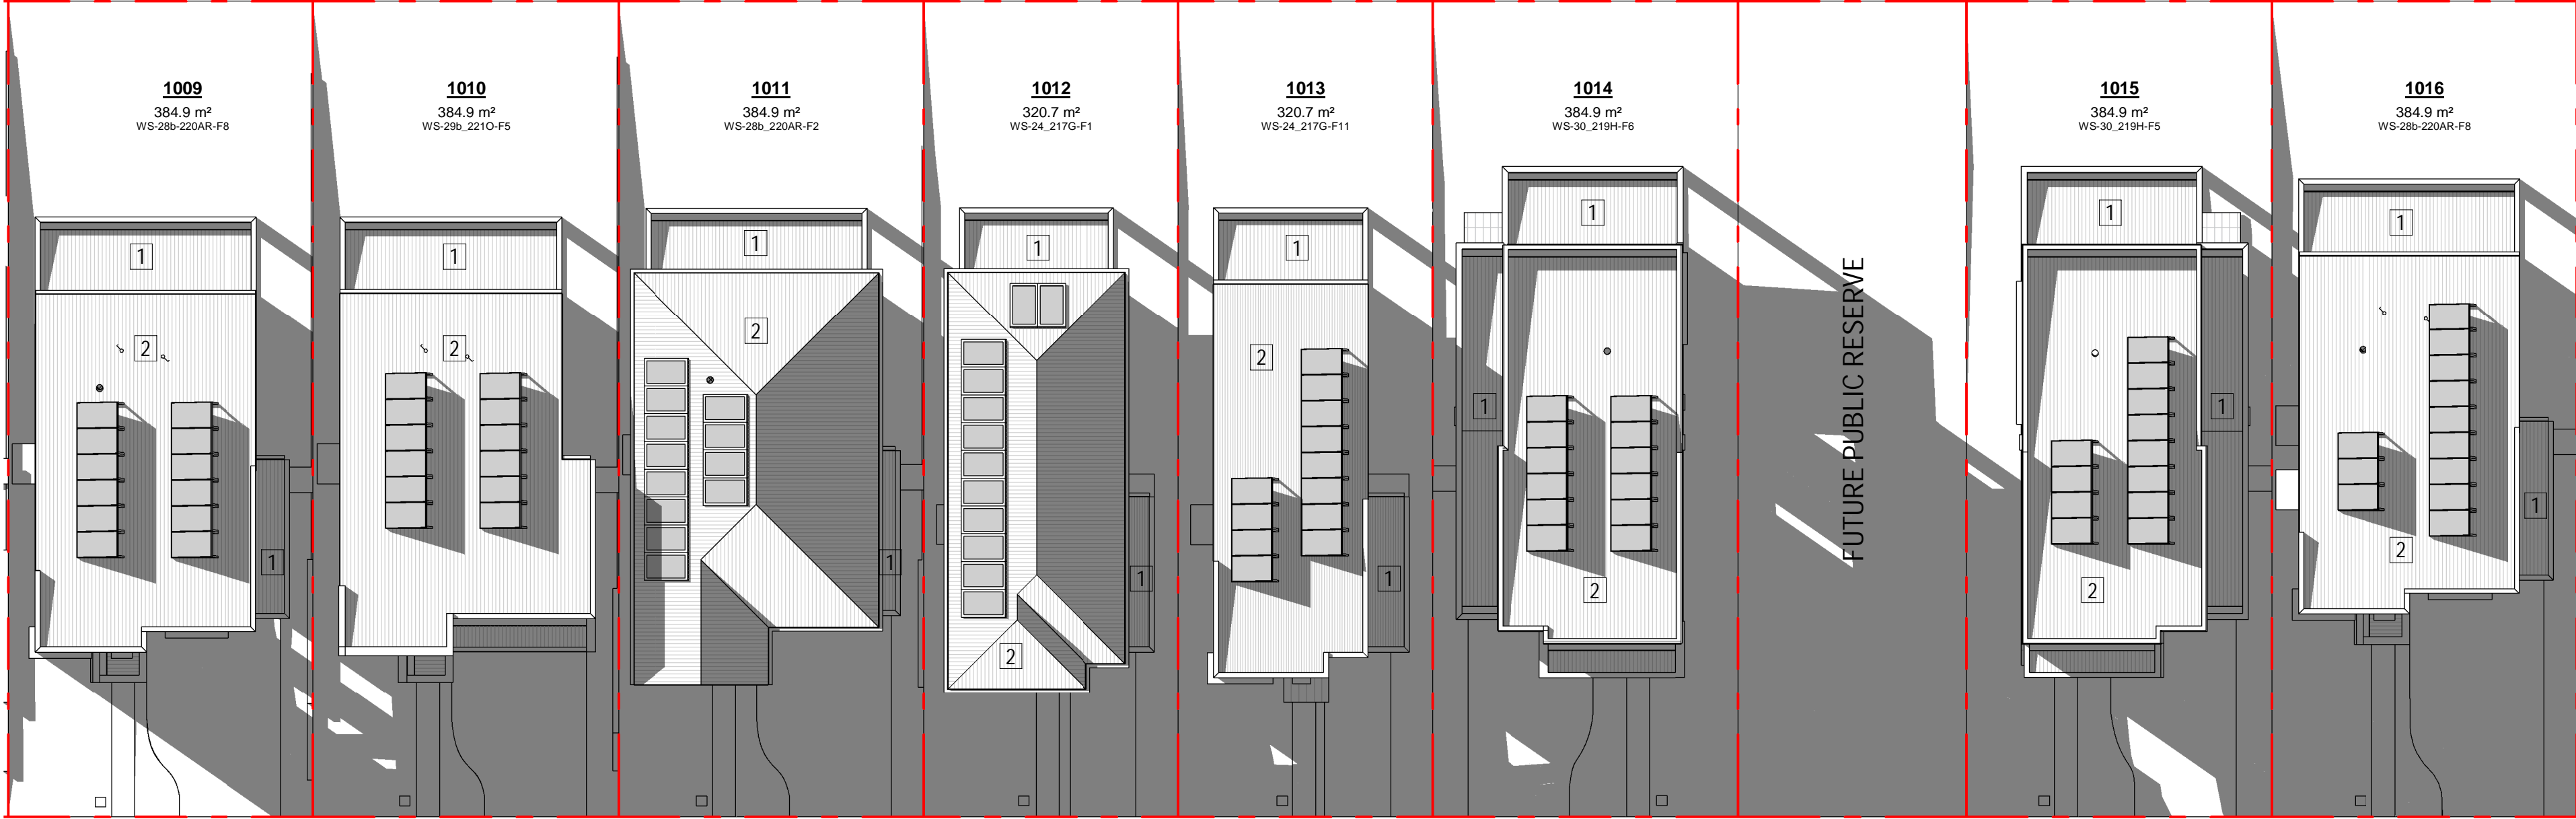 1009
384.9 m²
WS-28b-220AR-F8
1010
384.9 m²
WS-29b_221O-F5
1011
384.9 m²
WS-28b_220AR-F2
1012
320.7 m²
WS-24_217G-F1
1013
320.7 m²
WS-24_217G-F11
1014
384.9 m²
WS-30_219H-F6
1015
384.9 m²
WS-30_219H-F5
1016
384.9 m²
WS-28b-220AR-F8
1
2
1
1
2
1
2
1
1
2
1
1
2
1
1
1
2
FUTURE PUBLIC RESERVE
1
1
2
1
2
1